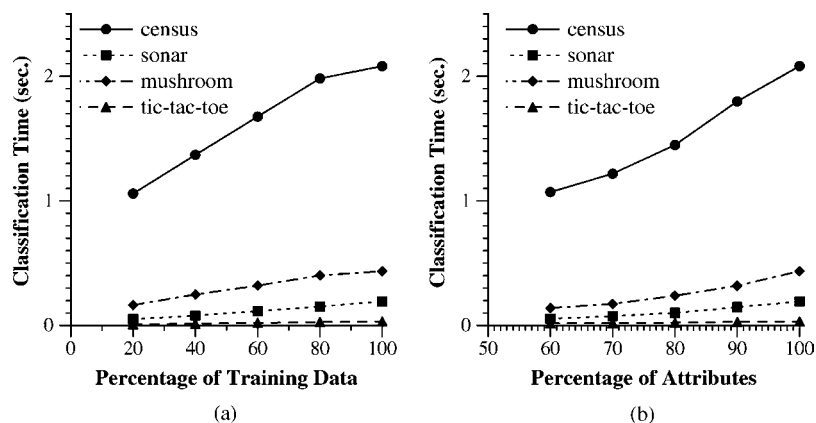 census
sonar
mushroom
tic-tac-toe
Classification Time (sec.)
2
1
0
0 20 40 60 80 100
Percentage of Training Data
(a)
census
sonar
mushroom
tic-tac-toe
Classification Time (sec.)
2
1
0
50 60 70 80 90 100
Percentage of Attributes
(b)